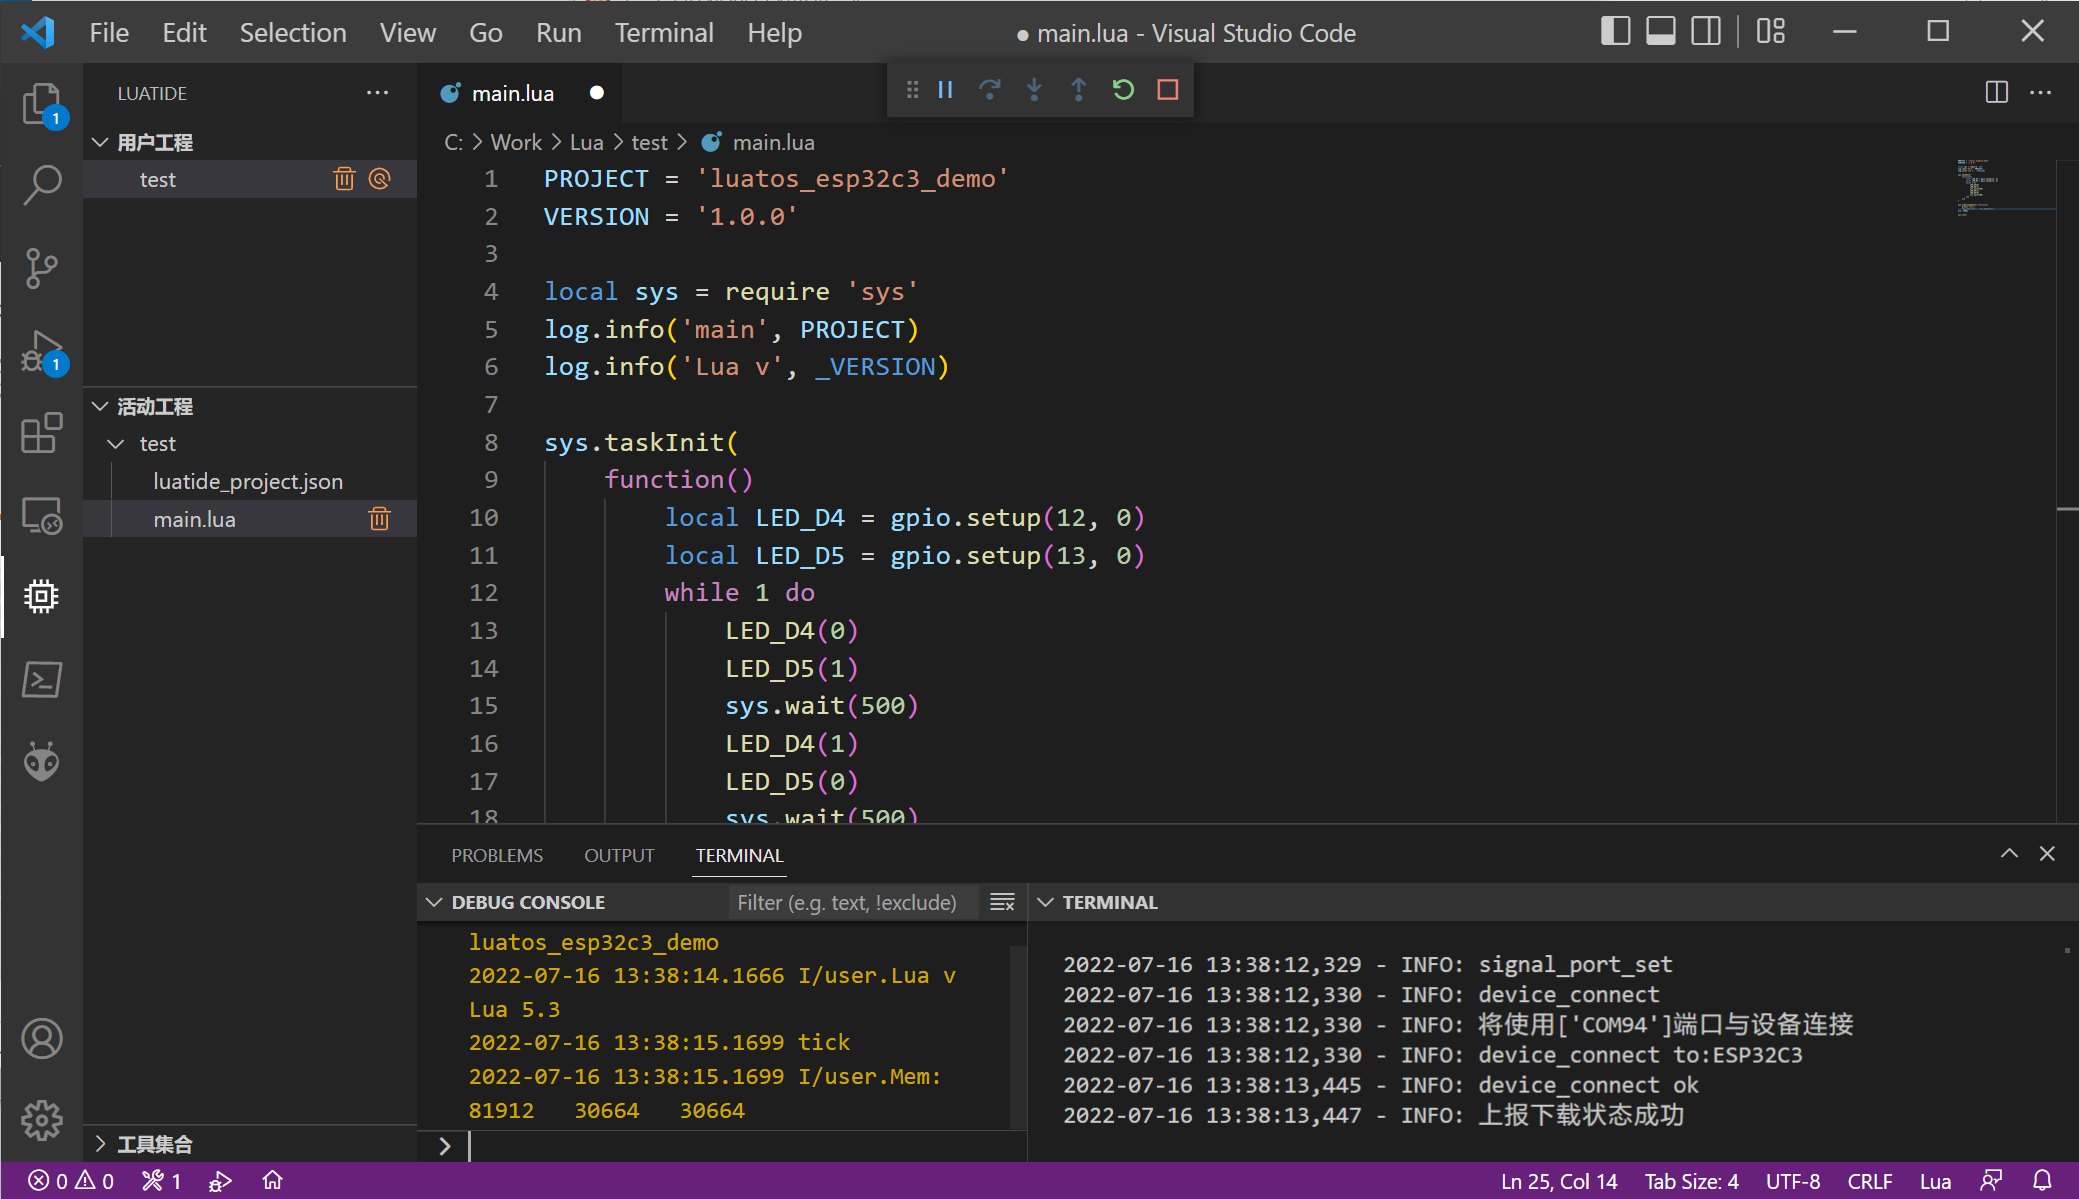 File Edit Selection View Go Run Terminal Help
● main.lua - Visual Studio Code
LUATIDE
用户工程
test
活动工程
test
luatide_project.json
main.lua
工具集合
1
1
main.lua
C: > Work > Lua > test > main.lua
1 PROJECT = 'luatos_esp32c3_demo'
2 VERSION = '1.0.0'
3
4 local sys = require 'sys'
5 log.info('main', PROJECT)
6 log.info('Lua v', _VERSION)
7
8 sys.taskInit(
9 function()
10 local LED_D4 = gpio.setup(12, 0)
11 local LED_D5 = gpio.setup(13, 0)
12 while 1 do
13 LED_D4(0)
14 LED_D5(1)
15 sys.wait(500)
16 LED_D4(1)
17 LED_D5(0)
18 sys.wait(500)
PROBLEMS OUTPUT TERMINAL
DEBUG CONSOLE
Filter (e.g. text, !exclude)
luatos_esp32c3_demo
2022-07-16 13:38:14.1666 I/user.Lua v
Lua 5.3
2022-07-16 13:38:15.1699 tick
2022-07-16 13:38:15.1699 I/user.Mem:
81912 30664 30664
TERMINAL
2022-07-16 13:38:12,329 - INFO: signal_port_set
2022-07-16 13:38:12,330 - INFO: device_connect
2022-07-16 13:38:12,330 - INFO: 将使用['COM94']端口与设备连接
2022-07-16 13:38:12,330 - INFO: device_connect to:ESP32C3
2022-07-16 13:38:13,445 - INFO: device_connect ok
2022-07-16 13:38:13,447 - INFO: 上报下载状态成功
0 0 1
Ln 25, Col 14 Tab Size: 4 UTF-8 CRLF Lua